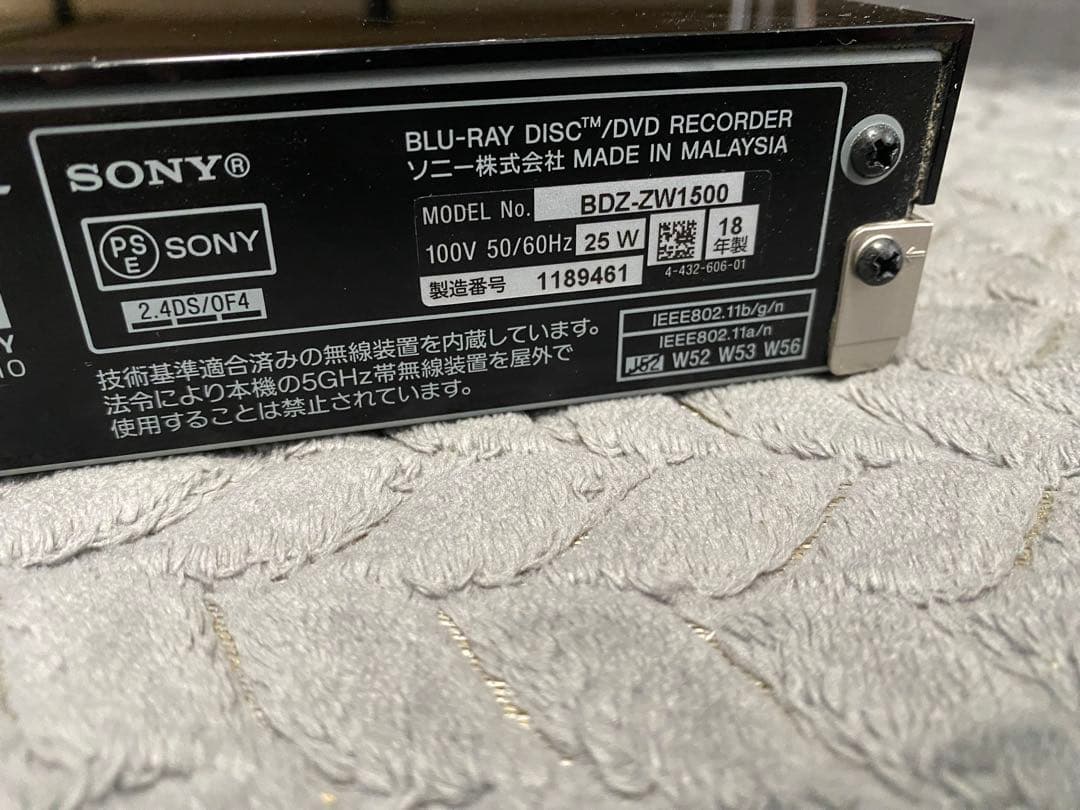 BLU-RAY DISC™/DVD RECORDER
ソニー株式会社 MADE IN MALAYSIA
SONY®
PSE SONY
2.4DS/OF4
MODEL No. BDZ-ZW1500
100V 50/60Hz 25 W
18年製
製造番号 1189461
4-432-606-01
技術基準適合済みの無線装置を内蔵しています。
法令により本機の5GHz帯無線装置を屋外で
使用することは禁止されています。
IEEE802.11b/g/n
IEEE802.11a/n
J52 W52 W53 W56
Y
10